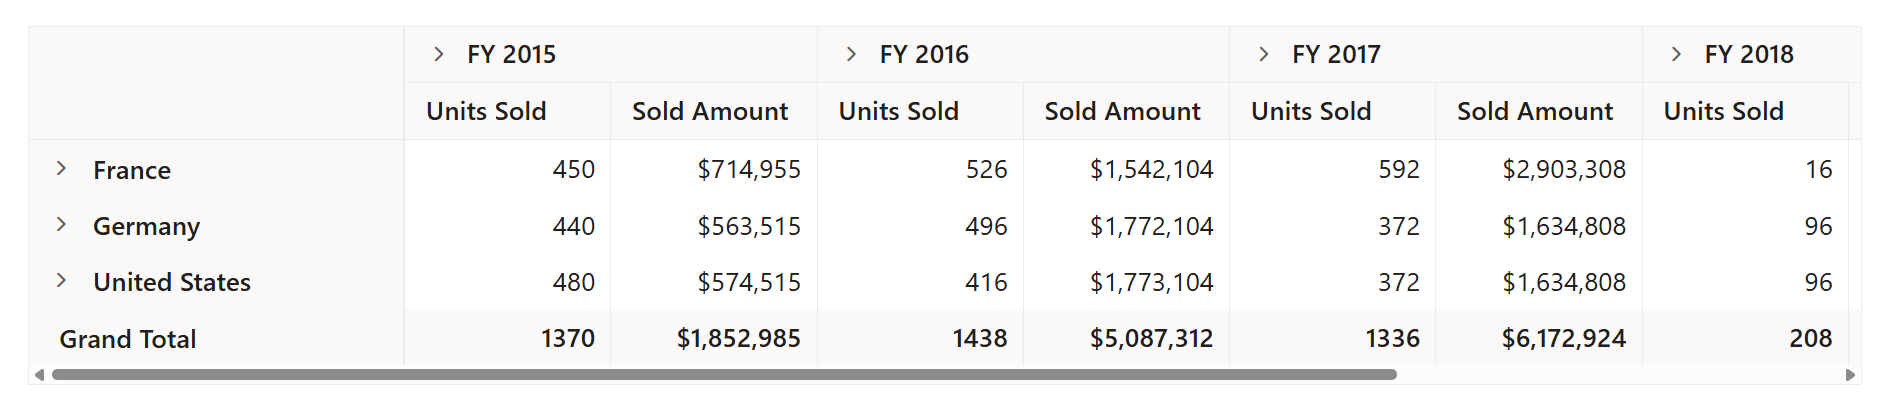 FY 2015 FY 2016 FY 2017 FY 2018
Units Sold Sold Amount Units Sold Sold Amount Units Sold Sold Amount Units Sold
France 450 $714,955 526 $1,542,104 592 $2,903,308 16
Germany 440 $563,515 496 $1,772,104 372 $1,634,808 96
United States 480 $574,515 416 $1,773,104 372 $1,634,808 96
Grand Total 1370 $1,852,985 1438 $5,087,312 1336 $6,172,924 208